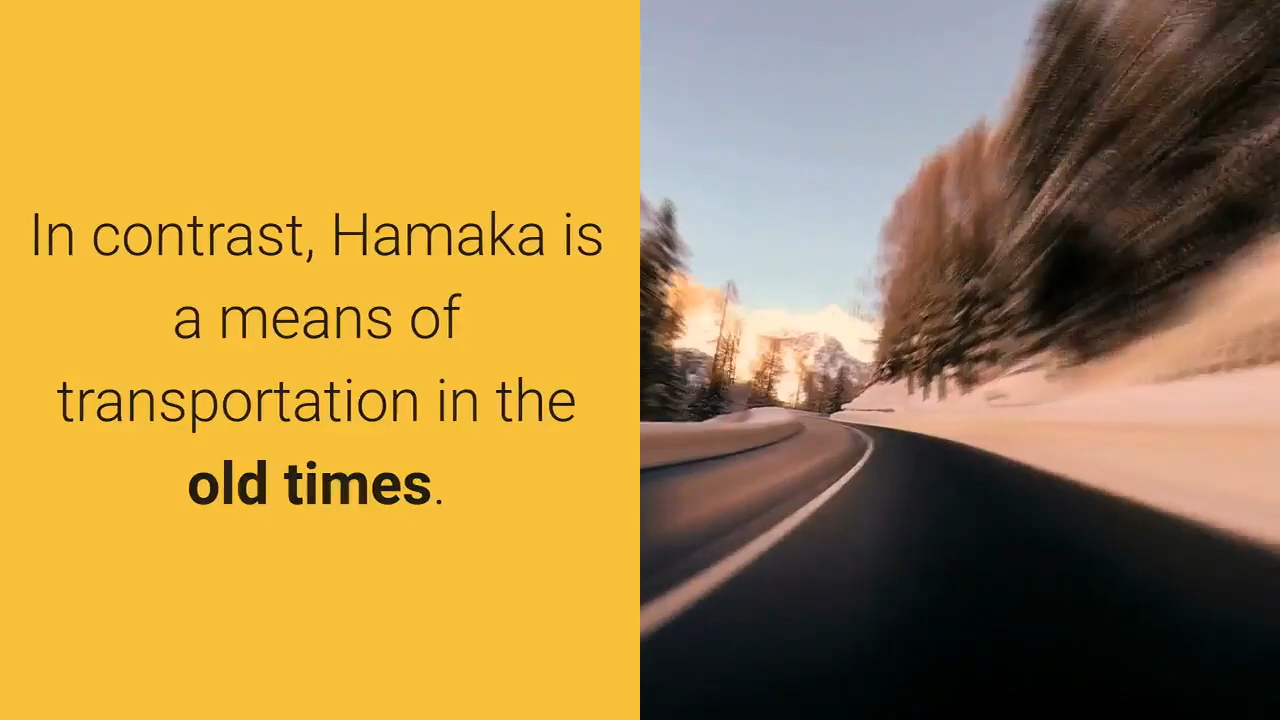 In contrast, Hamaka is
a means of
transportation in the
old times.